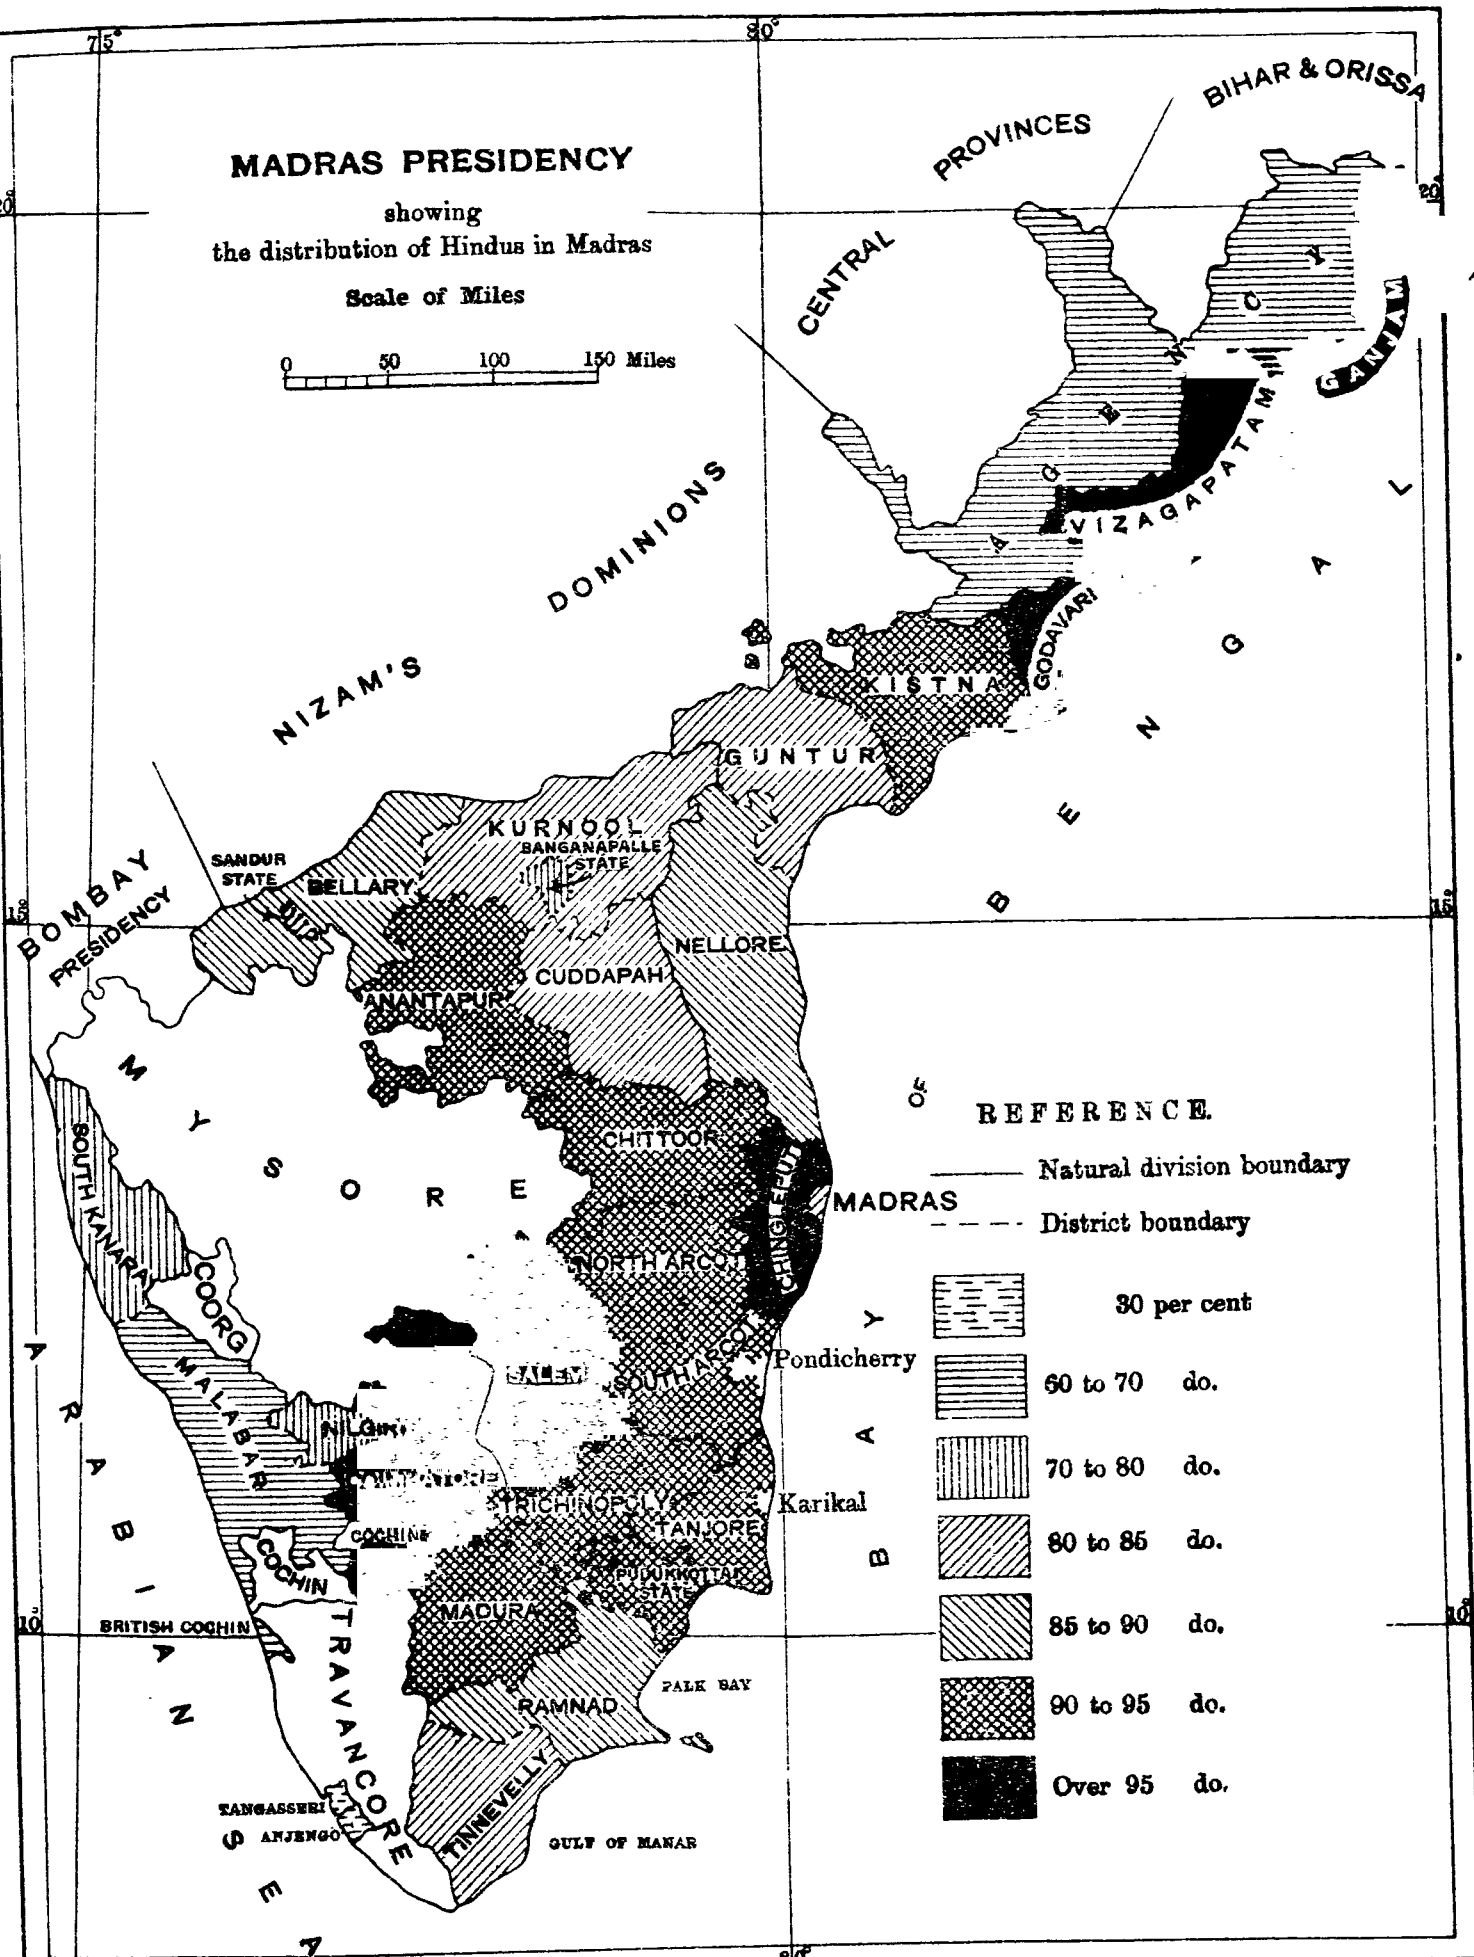 75°
80°
BIHAR & ORISSA
PROVINCES
MADRAS PRESIDENCY
showing
the distribution of Hindus in Madras
Scale of Miles
0 50 100 150 Miles
20°
CENTRAL
AGENCY
GANJAM
VIZAGAPATAM
NIZAM'S DOMINIONS
GODAVARI
KISTNA
GUNTUR
KURNOOL
BANGANAPALLE
STATE
SANDUR
STATE
BELLARY
BOMBAY
PRESIDENCY
15°
15°
NELLORE
CUDDAPAH
ANANTAPUR
BAY OF BENGAL
MYSORE
CHITTOOR
CHINGLEPUT
MADRAS
SOUTH KANARA
COORG
NORTH ARCOT
SOUTH ARCOT
Pondicherry
SALEM
MALABAR
NILGIRI
COIMBATORE
TRICHINOPOLY
Karikal
TANJORE
COCHIN
COCHIN
PUDUKKOTTAI
STATE
MADURA
10°
10°
BRITISH COCHIN
TRAVANCORE
PALK BAY
RAMNAD
TINNEVELLY
TANGASSERI
ANJENGO
GULF OF MANAR
ARABIAN SEA
80°
REFERENCE.
Natural division boundary
District boundary
30 per cent
60 to 70 do.
70 to 80 do.
80 to 85 do.
85 to 90 do.
90 to 95 do.
Over 95 do.